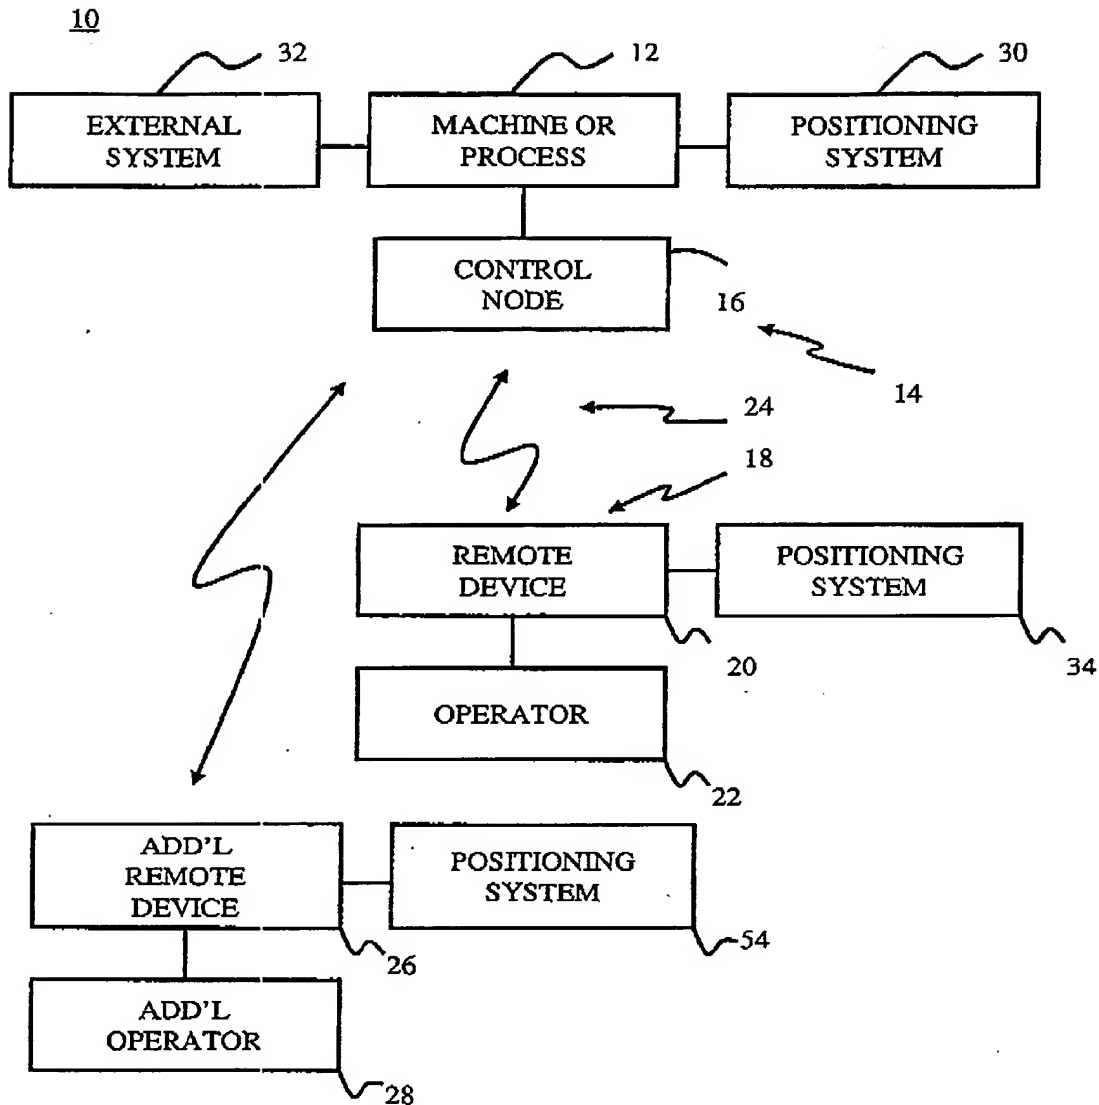 10
32
12
30
EXTERNAL
SYSTEM
MACHINE OR
PROCESS
POSITIONING
SYSTEM
CONTROL
NODE
16
14
24
18
REMOTE
DEVICE
POSITIONING
SYSTEM
20
34
OPERATOR
22
ADD'L
REMOTE
DEVICE
POSITIONING
SYSTEM
54
26
ADD'L
OPERATOR
28